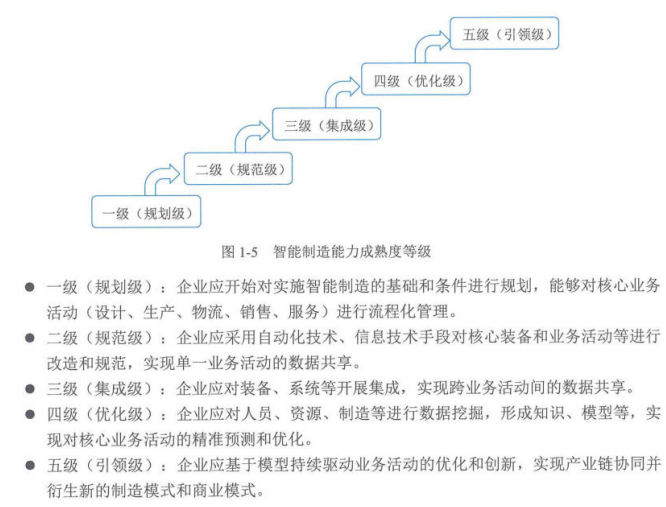 五级（引领级）
四级（优化级）
三级（集成级）
二级（规范级）
一级（规划级）
图 1-5 智能制造能力成熟度等级
● 一级（规划级）：企业应开始对实施智能制造的基础和条件进行规划，能够对核心业务
活动（设计、生产、物流、销售、服务）进行流程化管理。
● 二级（规范级）：企业应采用自动化技术、信息技术手段对核心装备和业务活动等进行
改造和规范，实现单一业务活动的数据共享。
● 三级（集成级）：企业应对装备、系统等开展集成，实现跨业务活动间的数据共享。
● 四级（优化级）：企业应对人员、资源、制造等进行数据挖掘，形成知识、模型等，实
现对核心业务活动的精准预测和优化。
● 五级（引领级）：企业应基于模型持续驱动业务活动的优化和创新，实现产业链协同并
衍生新的制造模式和商业模式。